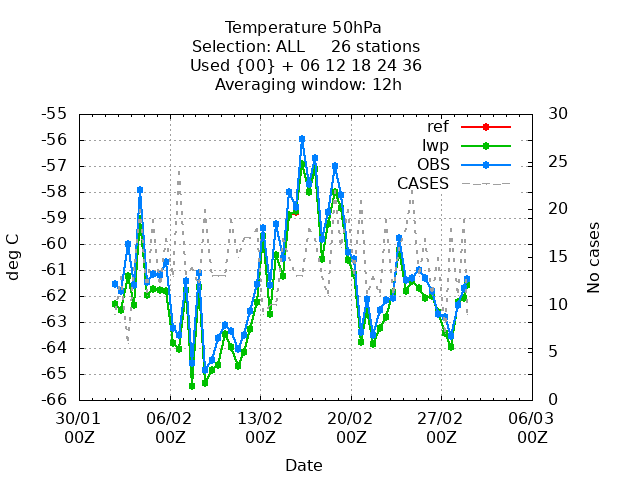 Temperature 50hPa
Selection: ALL 26 stations
Used {00} + 06 12 18 24 36
Averaging window: 12h
-55
-56
-57
-58
-59
-60
-61
-62
-63
-64
-65
-66
deg C
30
25
20
15
10
5
0
No cases
ref
lwp
OBS
CASES
30/01 06/02 13/02 20/02 27/02 06/03
00Z 00Z 00Z 00Z 00Z 00Z
Date